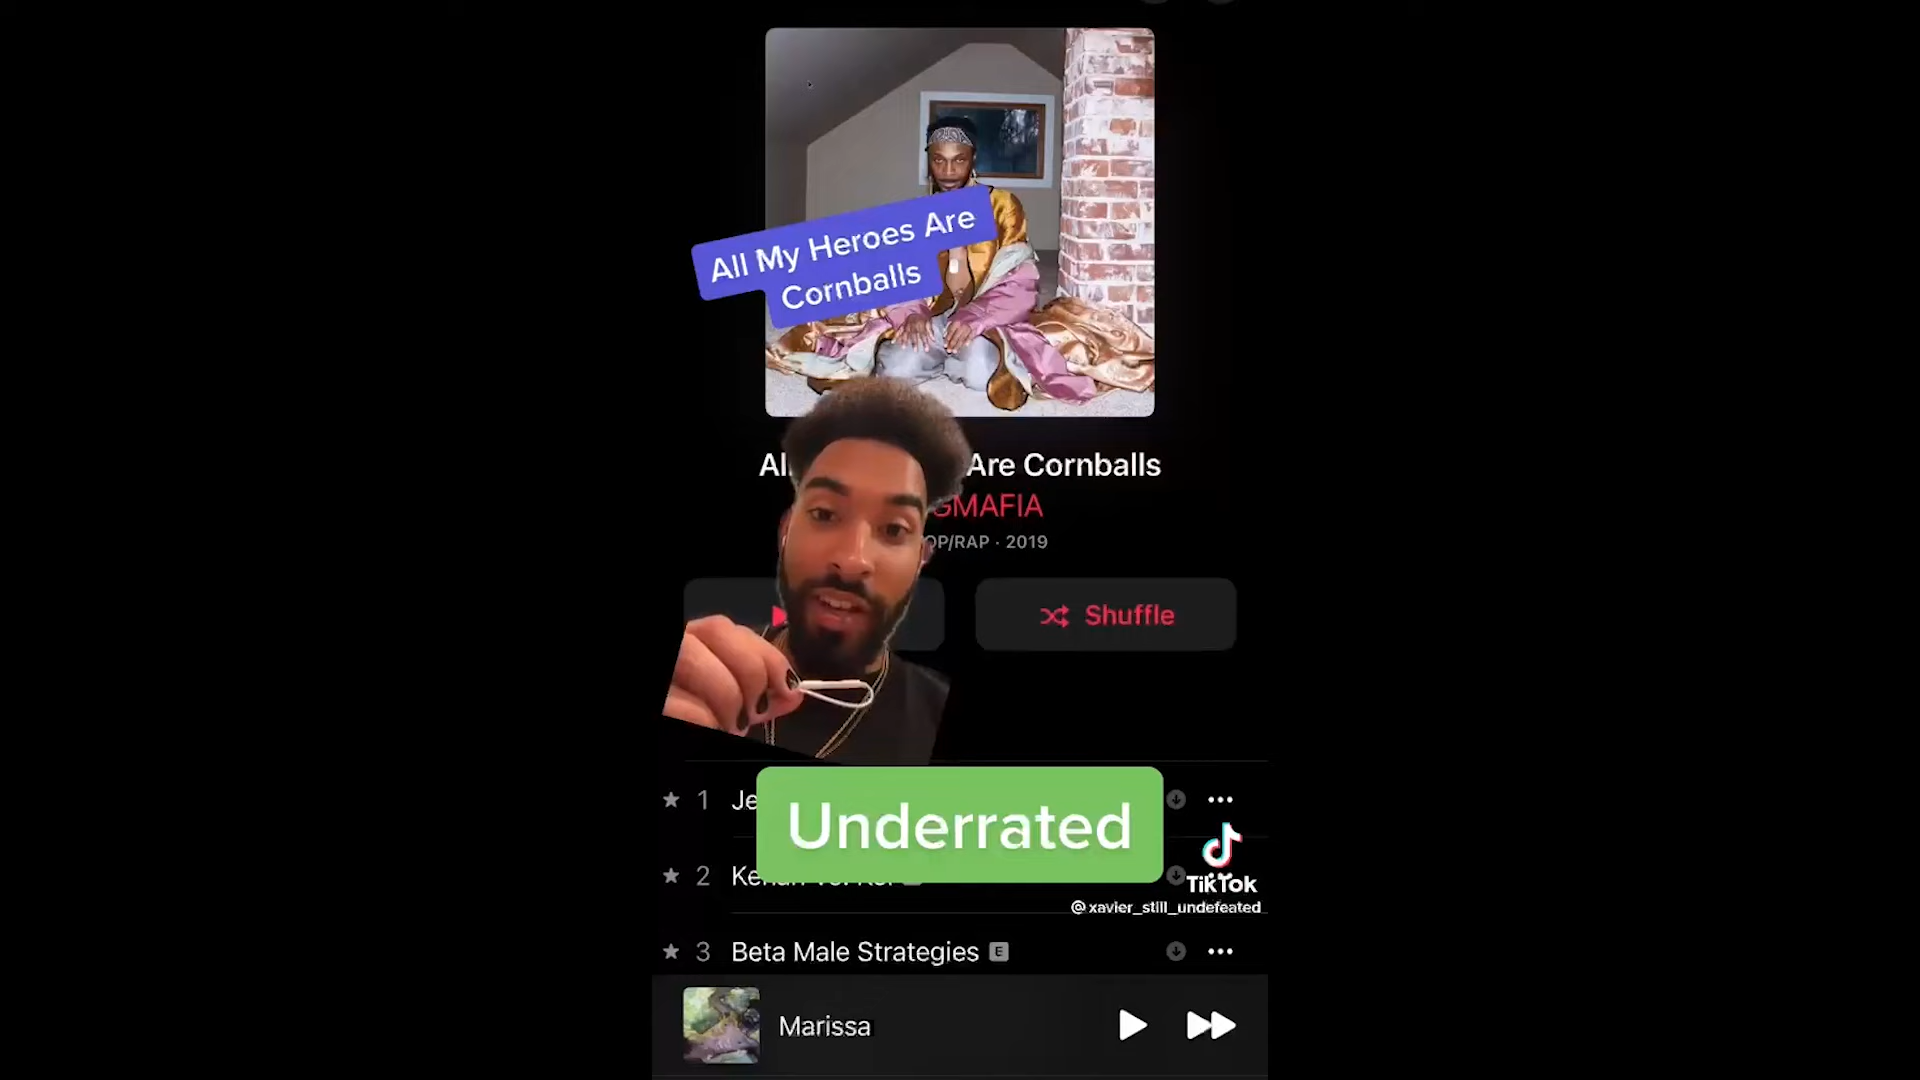 All My Heroes Are
Cornballs
Are Cornballs
GMAFIA
OP/RAP · 2019
Shuffle
1
Underrated
2
TikTok
@xavier_still_undefeated
3 Beta Male Strategies E
Marissa